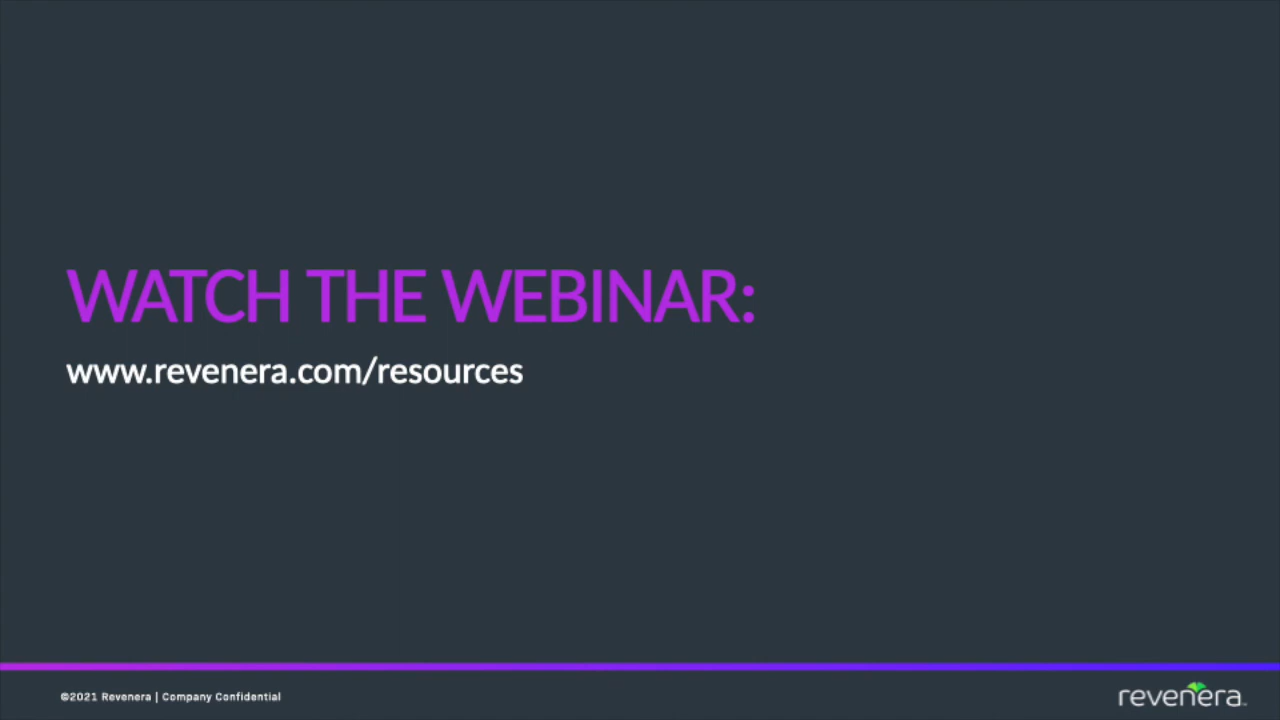 WATCH THE WEBINAR:
www.revenera.com/resources
©2021 Revenera | Company Confidential
revenera